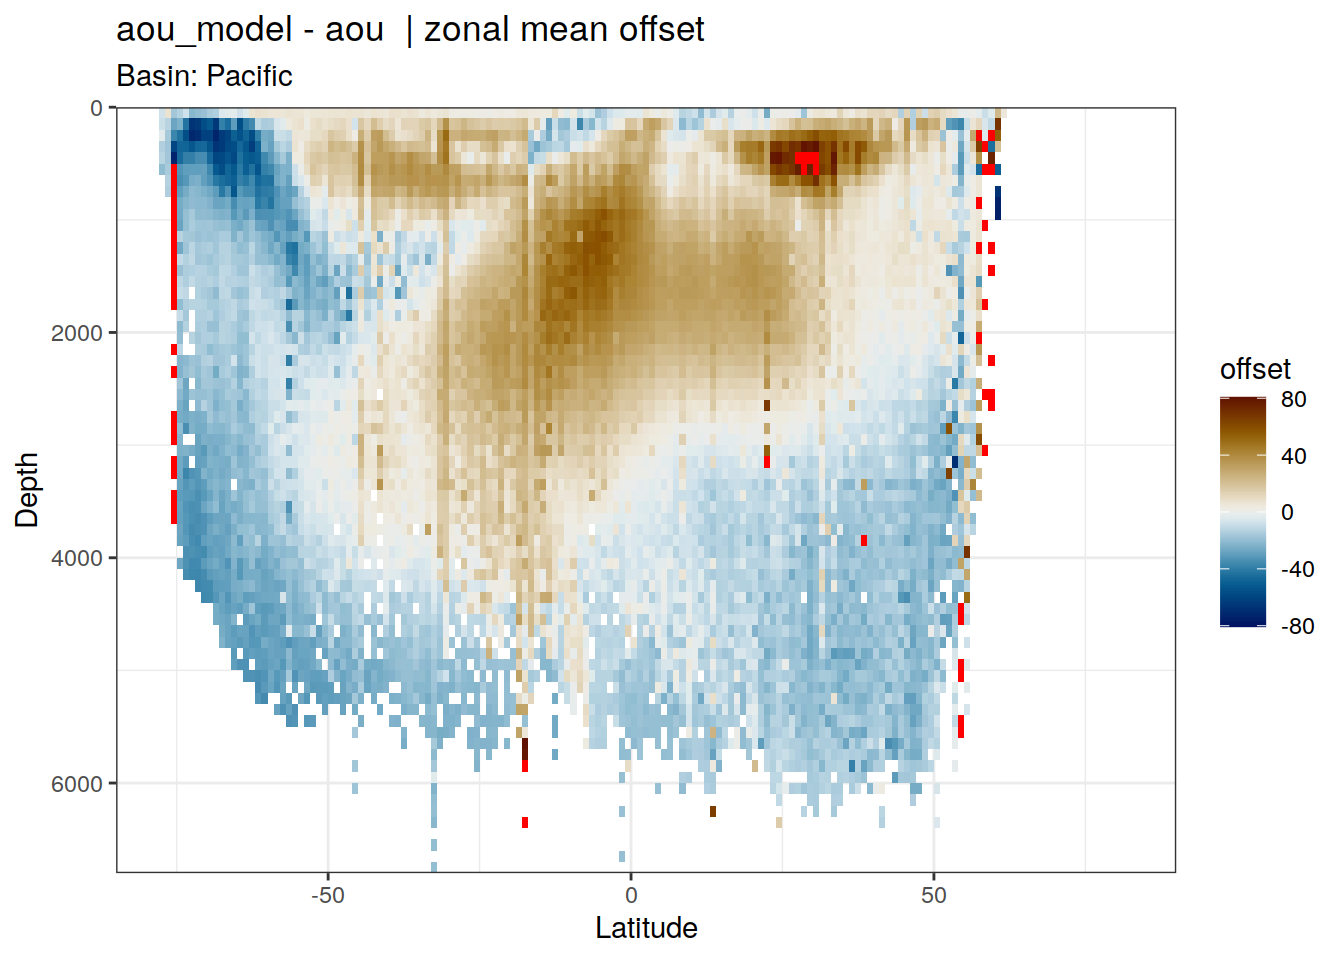 aou_model - aou  | zonal mean offset
Basin: Pacific
0
2000
4000
6000
Depth
-50
0
50
Latitude
offset
80
40
0
-40
-80